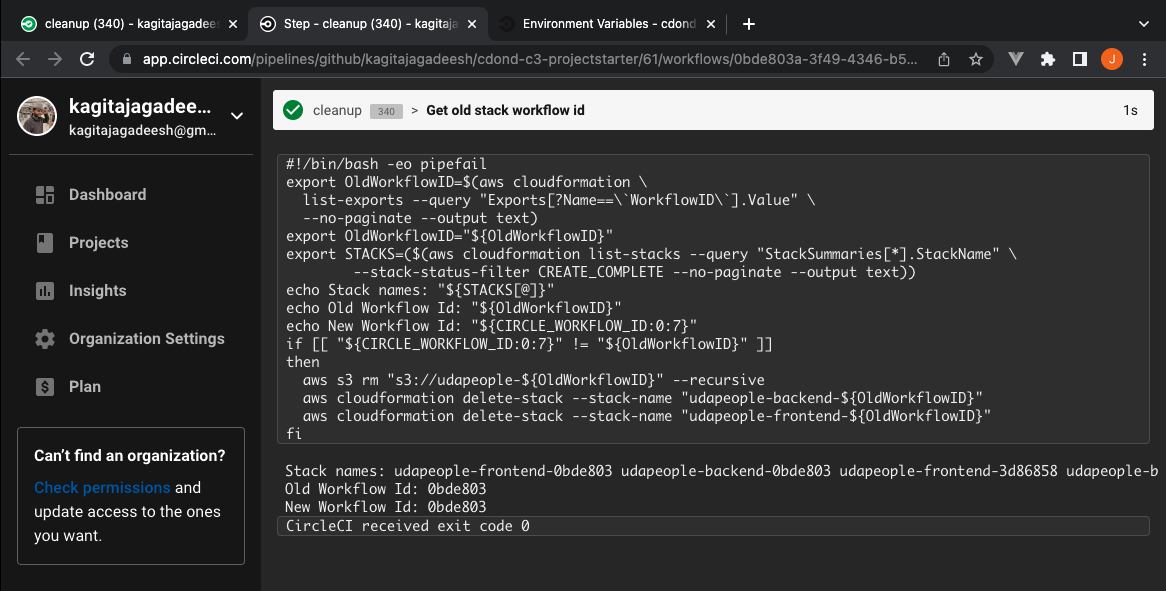 cleanup (340) - kagitajagadees
Step - cleanup (340) - kagitaja
Environment Variables - cdond
app.circleci.com/pipelines/github/kagitajagadeesh/cdond-c3-projectstarter/61/workflows/0bde803a-3f49-4346-b5...
J
kagitajagadee...
kagitajagadeesh@gm...
Dashboard
Projects
Insights
Organization Settings
Plan
Can't find an organization?
Check permissions and
update access to the ones
you want.
cleanup 340 > Get old stack workflow id 1s
#!/bin/bash -eo pipefail
export OldWorkflowID=$(aws cloudformation \
list-exports --query "Exports[?Name==\`WorkflowID\`].Value" \
--no-paginate --output text)
export OldWorkflowID="${OldWorkflowID}"
export STACKS=($(aws cloudformation list-stacks --query "StackSummaries[*].StackName" \
--stack-status-filter CREATE_COMPLETE --no-paginate --output text))
echo Stack names: "${STACKS[@]}"
echo Old Workflow Id: "${OldWorkflowID}"
echo New Workflow Id: "${CIRCLE_WORKFLOW_ID:0:7}"
if [[ "${CIRCLE_WORKFLOW_ID:0:7}" != "${OldWorkflowID}" ]]
then
aws s3 rm "s3://udapeople-${OldWorkflowID}" --recursive
aws cloudformation delete-stack --stack-name "udapeople-backend-${OldWorkflowID}"
aws cloudformation delete-stack --stack-name "udapeople-frontend-${OldWorkflowID}"
fi
Stack names: udapeople-frontend-0bde803 udapeople-backend-0bde803 udapeople-frontend-3d86858 udapeople-b
Old Workflow Id: 0bde803
New Workflow Id: 0bde803
CircleCI received exit code 0